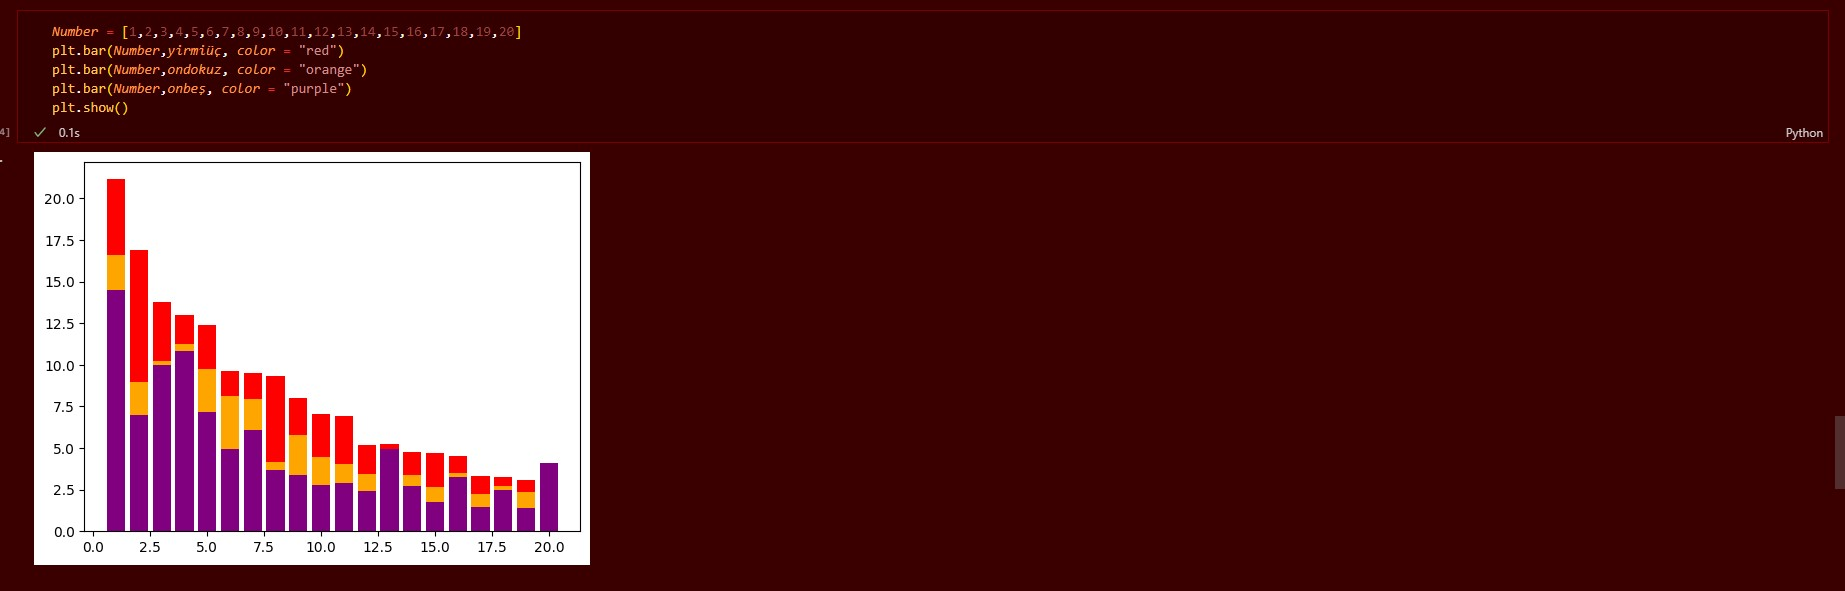 Number = [1,2,3,4,5,6,7,8,9,10,11,12,13,14,15,16,17,18,19,20]
plt.bar(Number,yirmiüç, color = "red")
plt.bar(Number,ondokuz, color = "orange")
plt.bar(Number,onbeş, color = "purple")
plt.show()
4] 0.1s Python
20.0
17.5
15.0
12.5
10.0
7.5
5.0
2.5
0.0
0.0 2.5 5.0 7.5 10.0 12.5 15.0 17.5 20.0